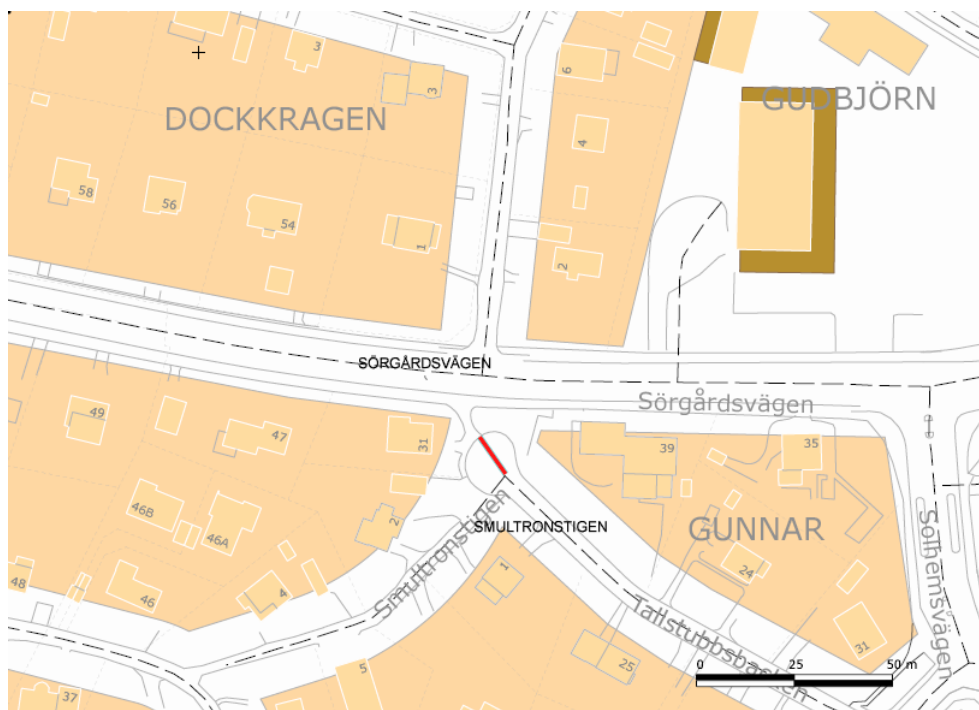 3
3
6
DOCKKRAGEN
GUDBJÖRN
4
58
56
54
1
2
SÖRGÅRDSVÄGEN
Sörgårdsvägen
49
47
31
39
35
46B
46A
2
SMULTRONSTIGEN
GUNNAR
Smultronstigen
Solhemsvägen
48
46
4
1
24
Tallstubbsbacken
31
25
5
37
0 25 50 m